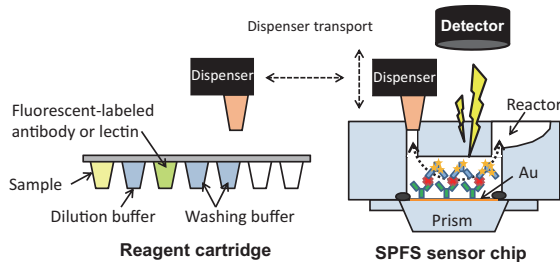 Detector
Dispenser transport
Dispenser
Dispenser
Reactor
Fluorescent-labeled
antibody or lectin
Sample
Au
Dilution buffer
Washing buffer
Prism
Reagent cartridge
SPFS sensor chip